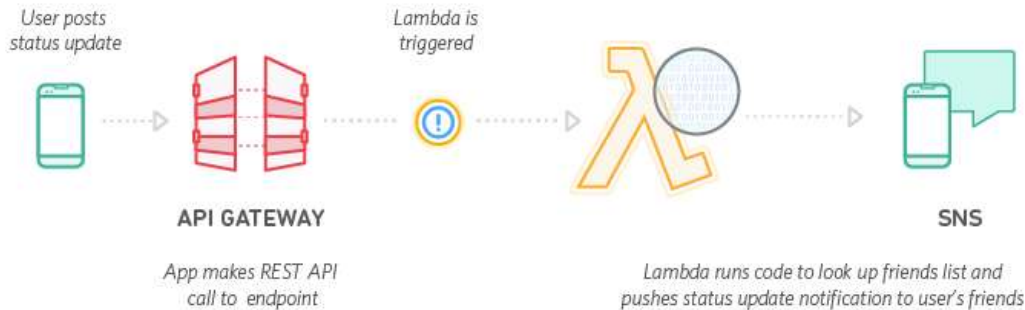 User posts
status update
Lambda is
triggered
API GATEWAY
SNS
App makes REST API
call to endpoint
Lambda runs code to look up friends list and
pushes status update notification to user's friends